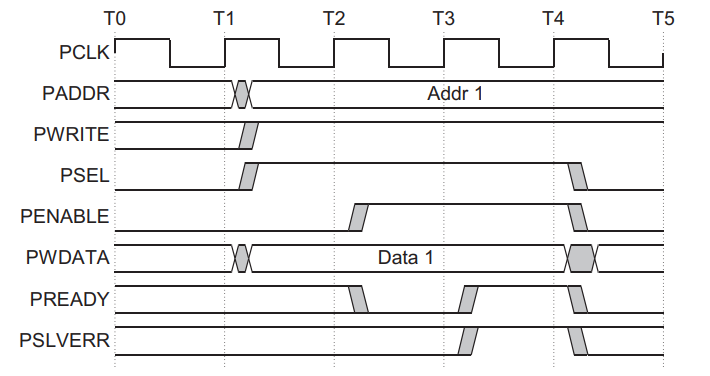 T0 T1 T2 T3 T4 T5
PCLK
PADDR Addr 1
PWRITE
PSEL
PENABLE
PWDATA Data 1
PREADY
PSLVERR